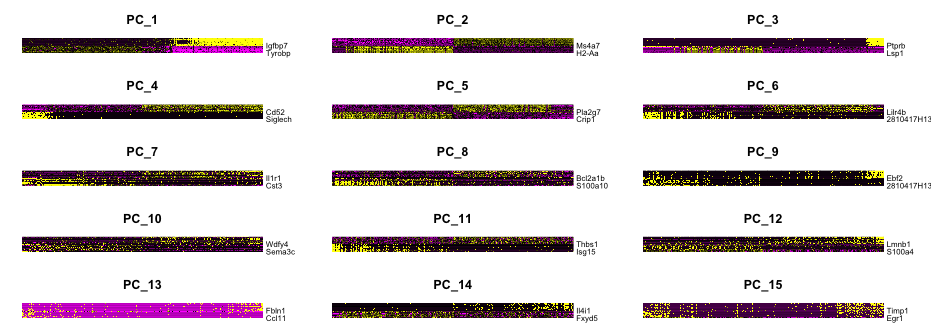 PC_1
PC_2
PC_3
Igfbp7
Tyrobp
Ms4a7
H2-Aa
Ptprb
Lsp1
PC_4
PC_5
PC_6
Cd52
Siglech
Pla2g7
Crip1
Lilr4b
2810417H13
PC_7
PC_8
PC_9
Il1r1
Cst3
Bcl2a1b
S100a10
Ebf2
2810417H13
PC_10
PC_11
PC_12
Wdfy4
Sema3c
Thbs1
Isg15
Lmnb1
S100a4
PC_13
PC_14
PC_15
Fbln1
Ccl11
Il4i1
Fxyd5
Timp1
Egr1